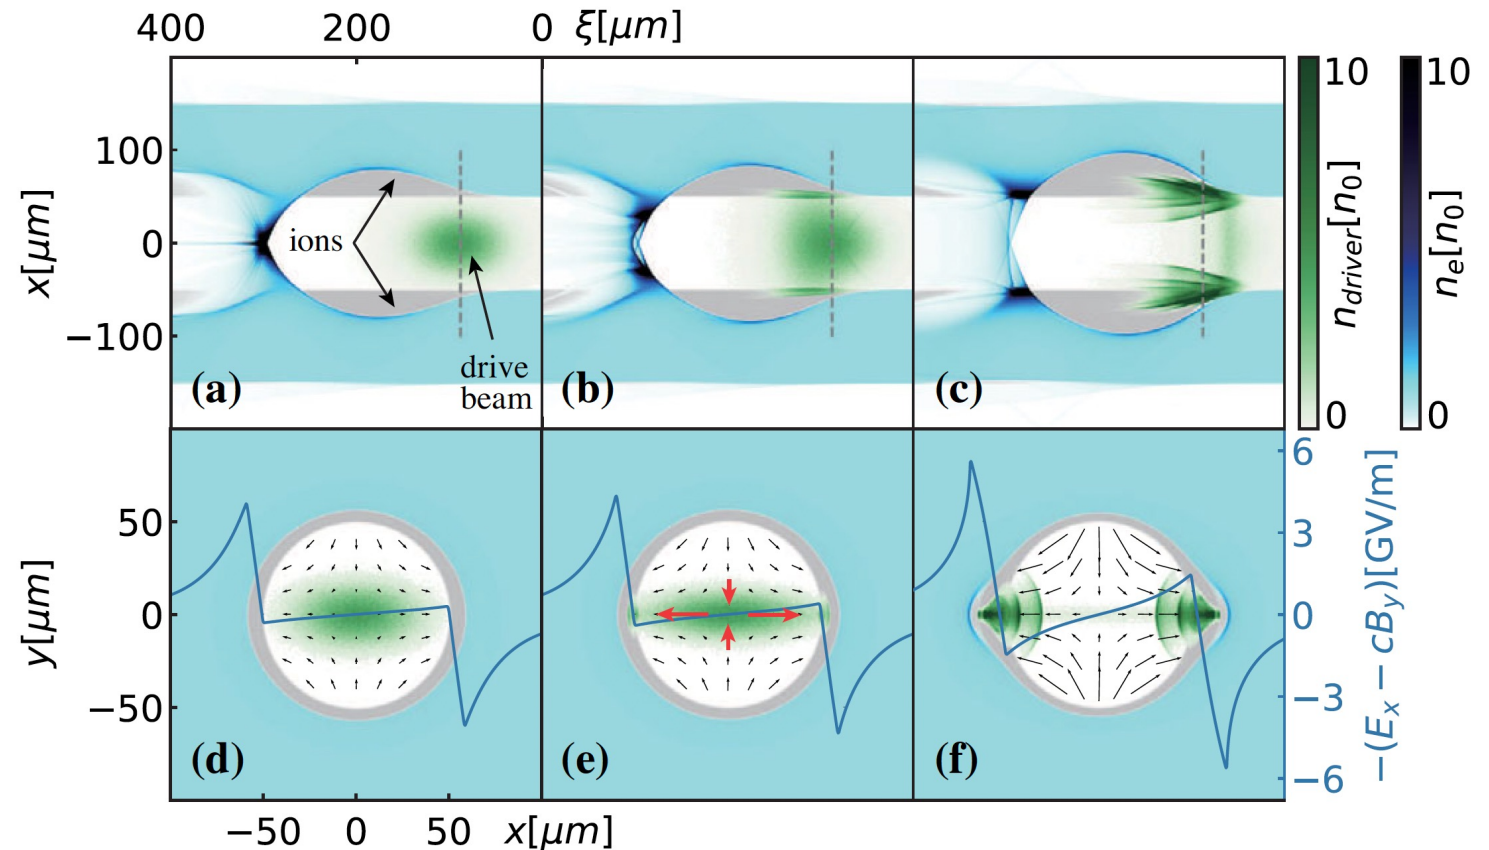 400 200 0 ξ[μm]
100
0
−100
x[μm]
ions
drive
beam
(a)
(b)
(c)
10
0
n_driver[n_0]
10
0
n_e[n_0]
50
0
−50
y[μm]
(d)
(e)
(f)
6
3
0
−3
−6
−(E_x − cB_y)[GV/m]
−50 0 50 x[μm]